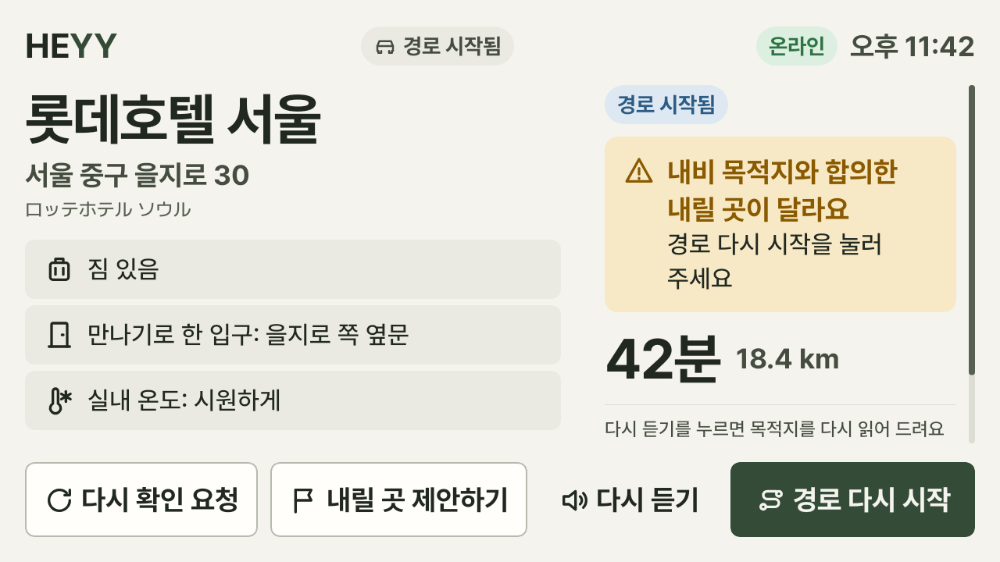 HEYY
경로 시작됨
온라인
오후 11:42
롯데호텔 서울
서울 중구 을지로 30
ロッテホテル ソウル
짐 있음
만나기로 한 입구: 을지로 쪽 옆문
실내 온도: 시원하게
경로 시작됨
내비 목적지와 합의한
내릴 곳이 달라요
경로 다시 시작을 눌러
주세요
42분 18.4 km
다시 듣기를 누르면 목적지를 다시 읽어 드려요
다시 확인 요청
내릴 곳 제안하기
다시 듣기
경로 다시 시작